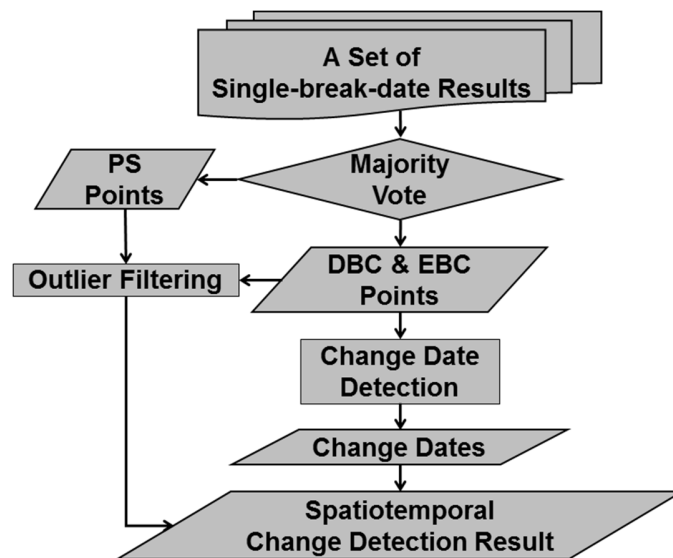 A Set of
Single-break-date Results
PS
Points
Majority
Vote
Outlier Filtering
DBC & EBC
Points
Change Date
Detection
Change Dates
Spatiotemporal
Change Detection Result